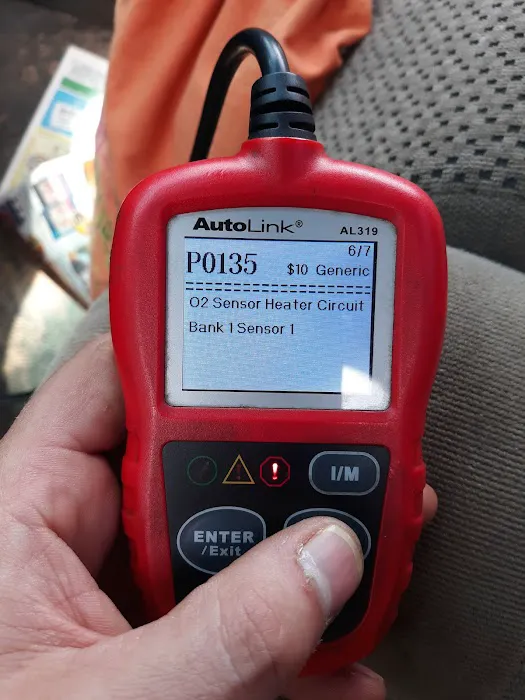 AutoLink®
AL319
6/7
P0135 $10 Generic
O2 Sensor Heater Circuit
Bank 1 Sensor 1
I/M
ENTER
/Exit